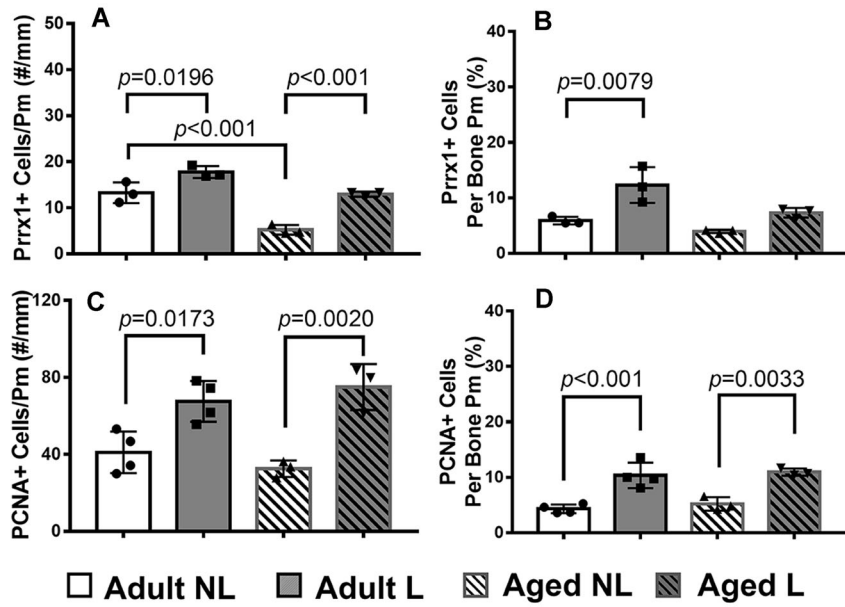 A
Prrx1+ Cells/Pm (#/mm)
50
40
30
20
10
0
p=0.0196
p<0.001
p<0.001
B
Prrx1+ Cells
Per Bone Pm (%)
40
30
20
10
0
p=0.0079
C
PCNA+ Cells/Pm (#/mm)
120
80
40
0
p=0.0173
p=0.0020
D
PCNA+ Cells
Per Bone Pm (%)
40
30
20
10
0
p<0.001
p=0.0033
Adult NL
Adult L
Aged NL
Aged L